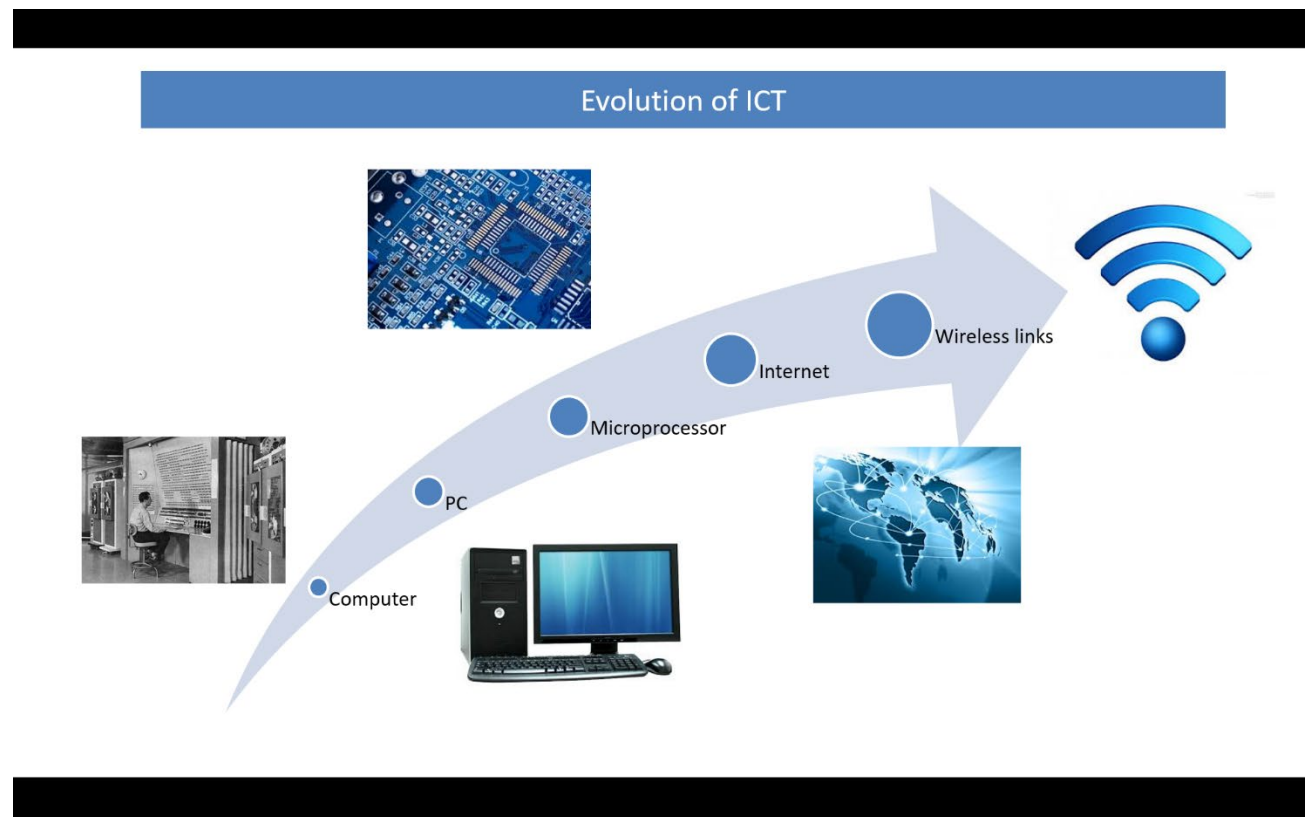 Evolution of ICT
Computer
PC
Microprocessor
Internet
Wireless links